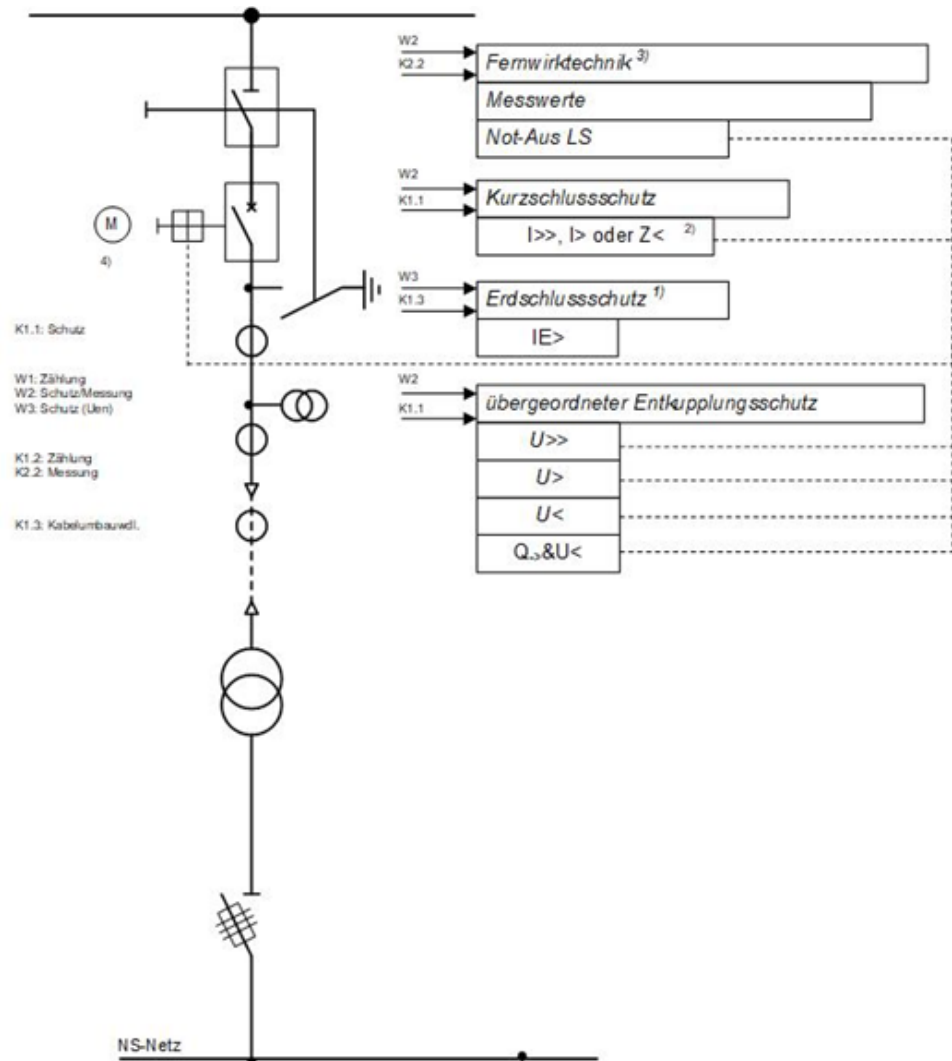 W2
K2.2
Fernwirktechnik 3)
Messwerte
Not-Aus LS
W2
K1.1
Kurzschlussschutz
I>>, I> oder Z< 2)
M
4)
W3
K1.3
Erdschlussschutz 1)
IE>
K1.1: Schutz
W1: Zählung
W2: Schutz/Messung
W3: Schutz (Uen)
W2
K1.1
übergeordneter Entkupplungsschutz
U>>
U>
U<
Q->&U<
K1.2: Zählung
K2.2: Messung
K1.3: Kabelumbauwdl.
NS-Netz